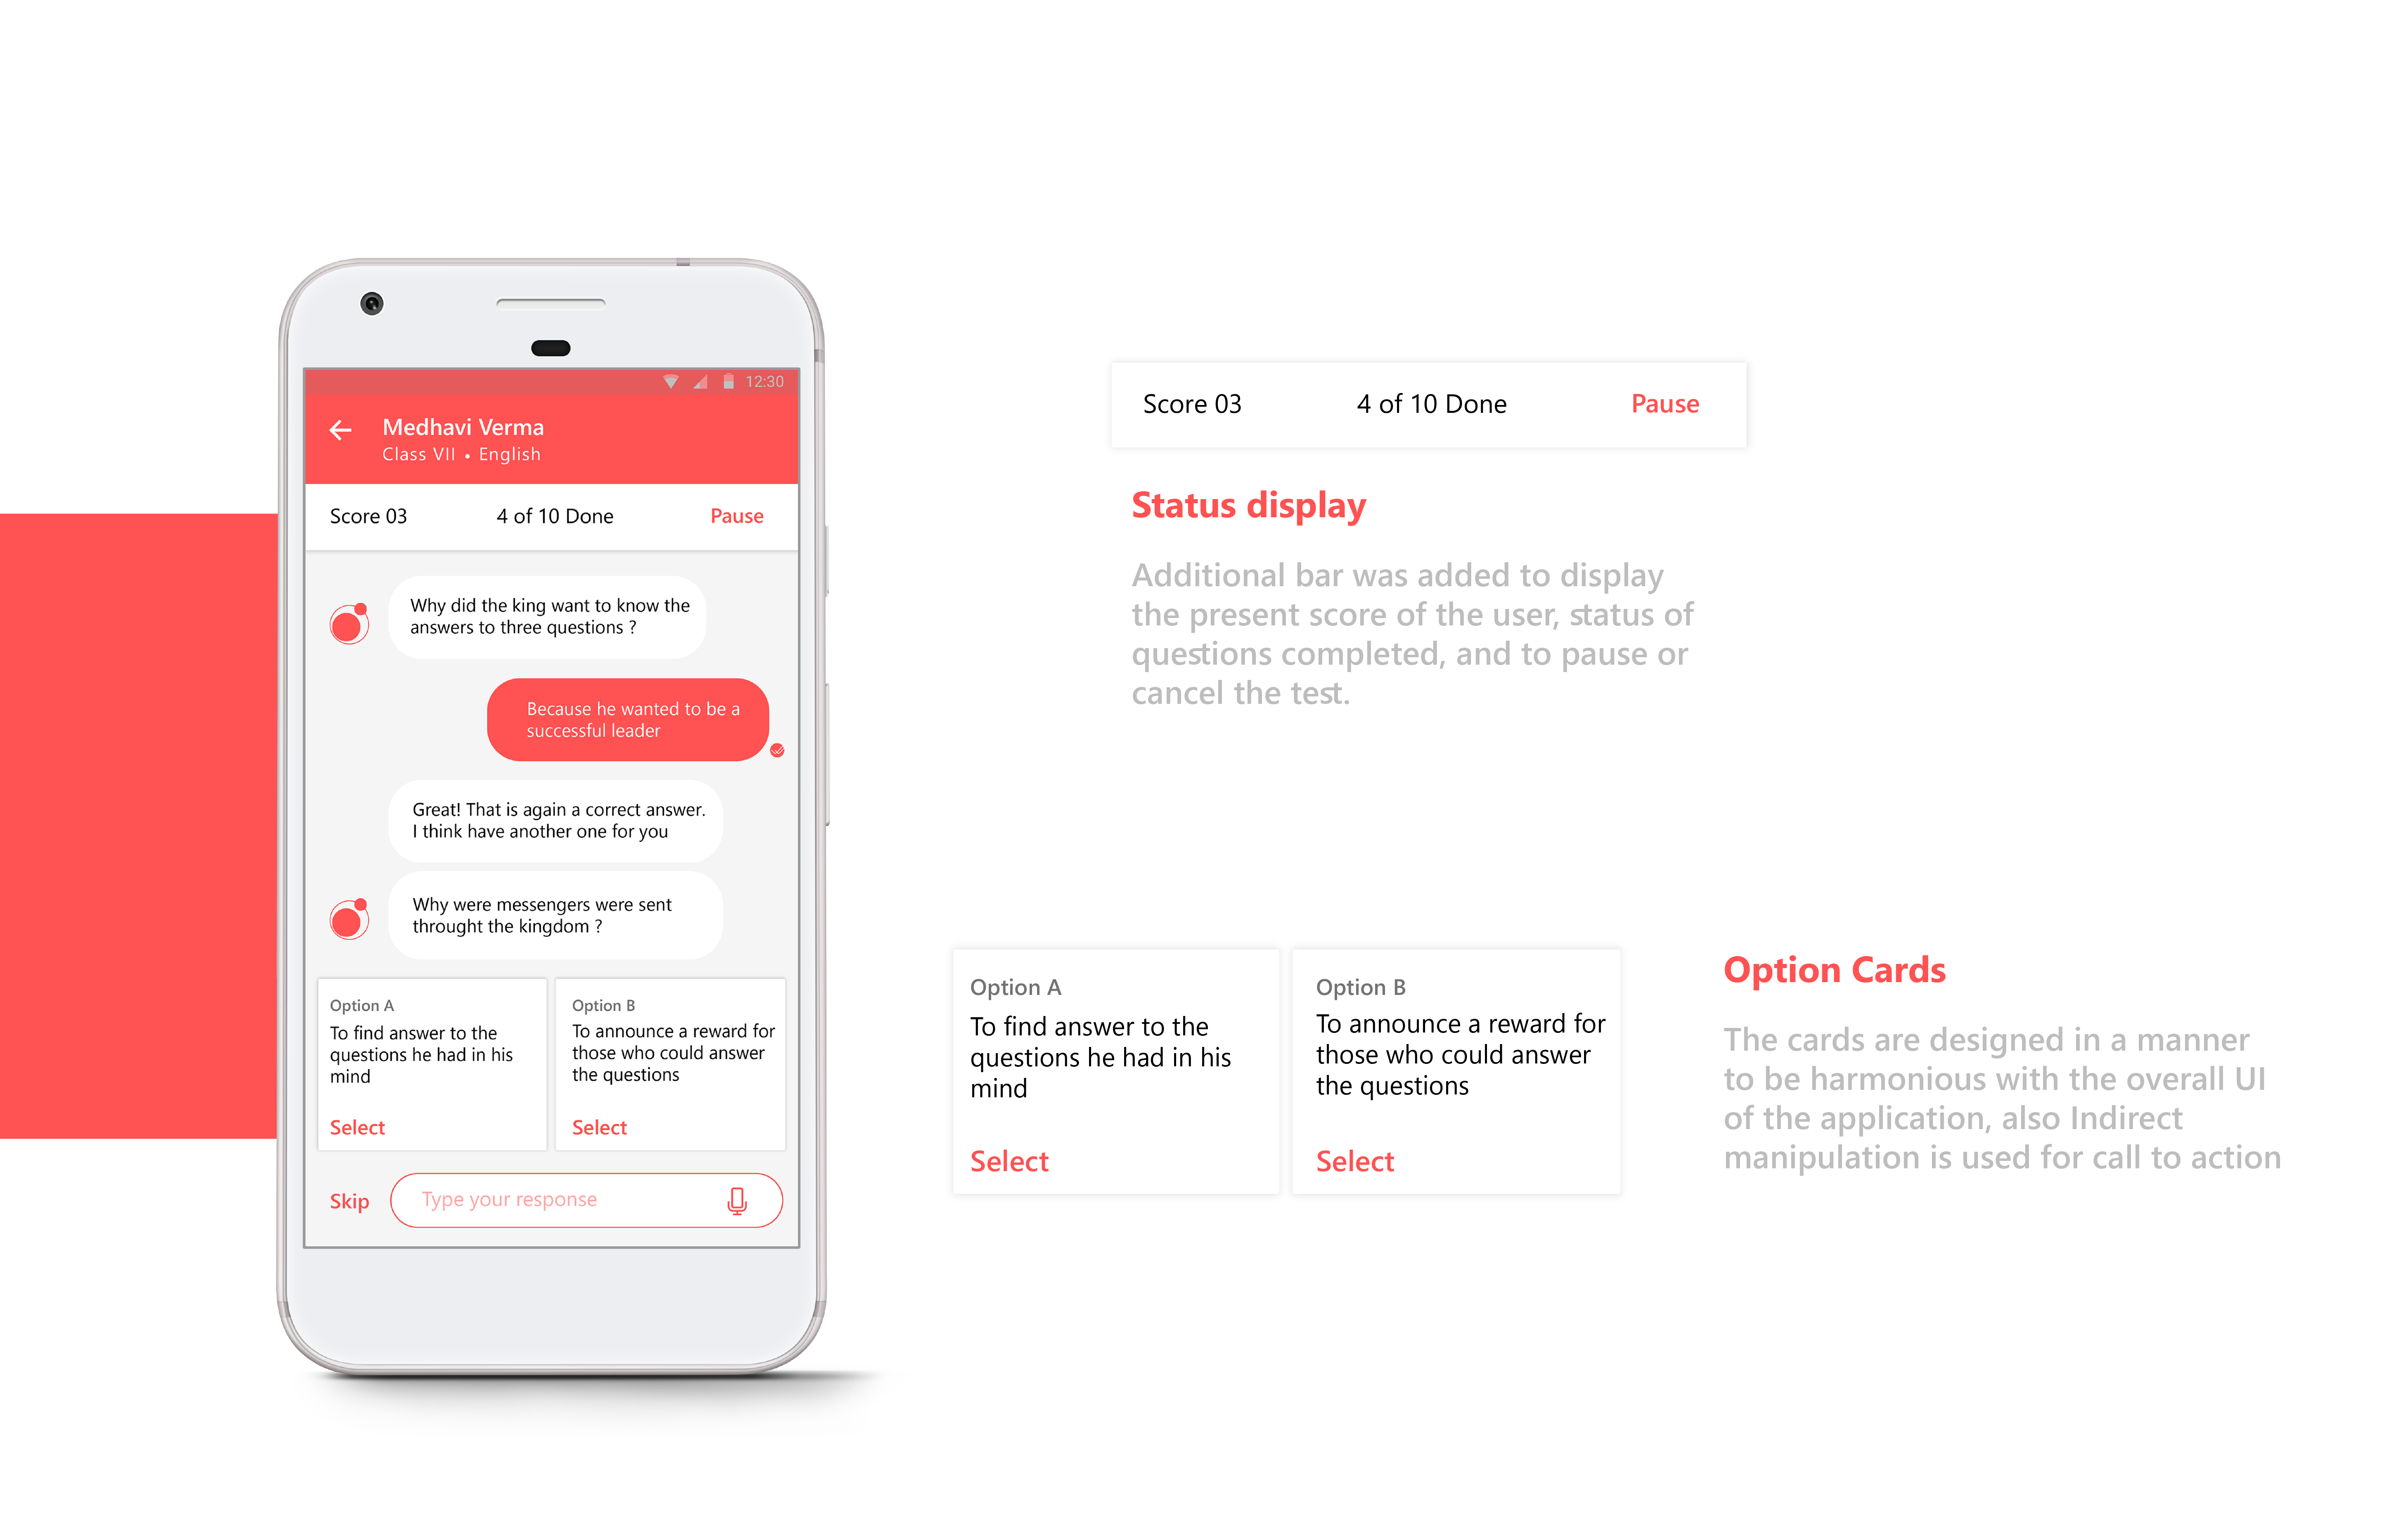 12:30
Medhavi Verma
Class VII • English
Score 03 4 of 10 Done Pause
Why did the king want to know the
answers to three questions ?
Because he wanted to be a
successful leader
Great! That is again a correct answer.
I think have another one for you
Why were messengers were sent
throught the kingdom ?
Option A
To find answer to the
questions he had in his
mind
Select
Option B
To announce a reward for
those who could answer
the questions
Select
Skip
Type your response
Score 03 4 of 10 Done Pause
Status display
Additional bar was added to display
the present score of the user, status of
questions completed, and to pause or
cancel the test.
Option A
To find answer to the
questions he had in his
mind
Select
Option B
To announce a reward for
those who could answer
the questions
Select
Option Cards
The cards are designed in a manner
to be harmonious with the overall UI
of the application, also Indirect
manipulation is used for call to action